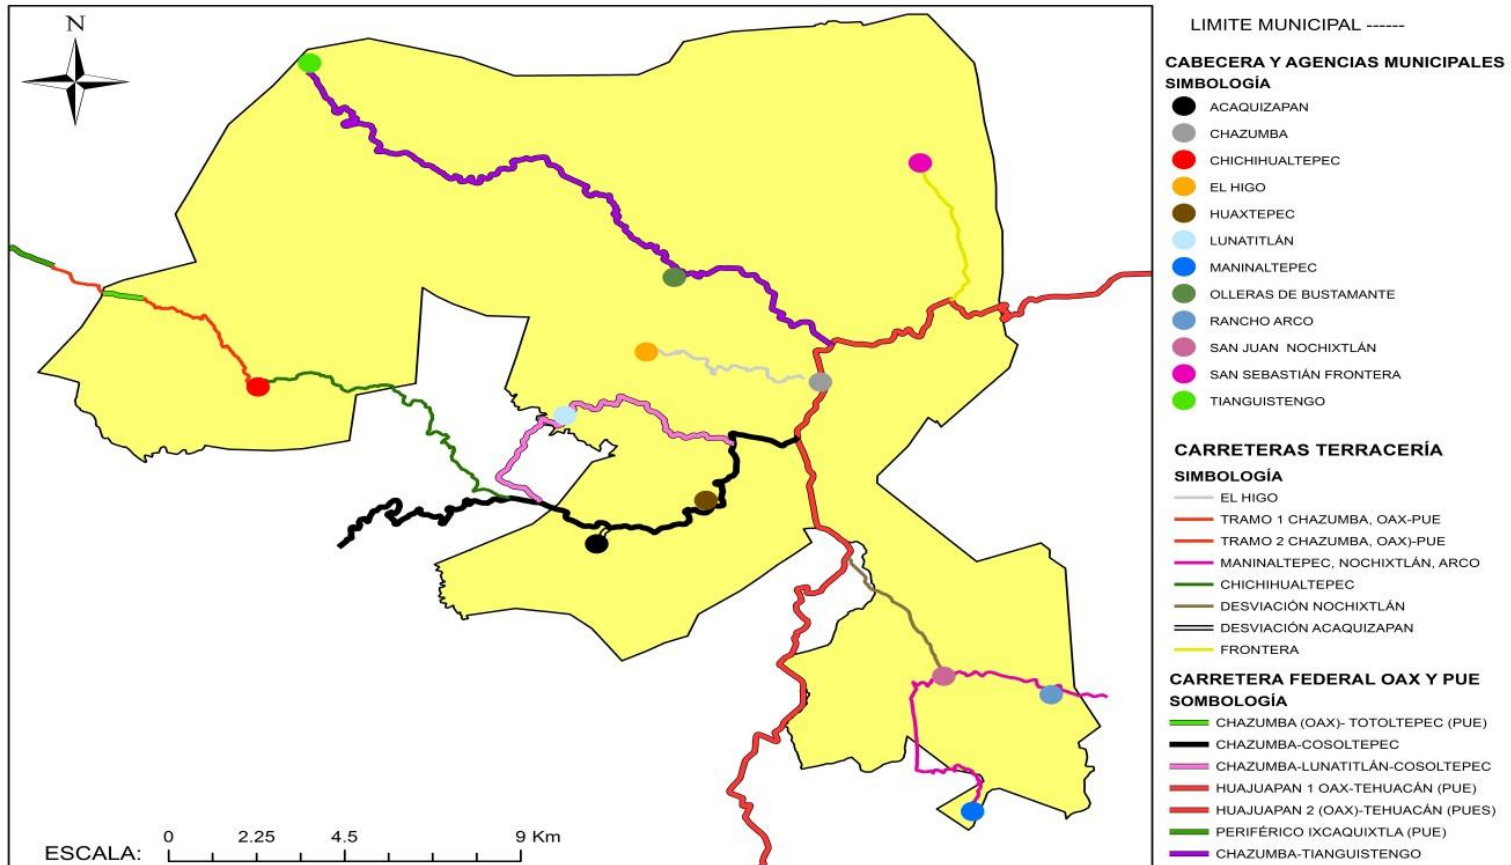 N
LIMITE MUNICIPAL ------
CABECERA Y AGENCIAS MUNICIPALES
SIMBOLOGÍA
ACAQUIZAPAN
CHAZUMBA
CHICHIHUALTEPEC
EL HIGO
HUAXTEPEC
LUNATITLÁN
MANINALTEPEC
OLLERAS DE BUSTAMANTE
RANCHO ARCO
SAN JUAN NOCHIXTLÁN
SAN SEBASTIÁN FRONTERA
TIANGUISTENGO
CARRETERAS TERRACERÍA
SIMBOLOGÍA
EL HIGO
TRAMO 1 CHAZUMBA, OAX-PUE
TRAMO 2 CHAZUMBA, OAX)-PUE
MANINALTEPEC, NOCHIXTLÁN, ARCO
CHICHIHUALTEPEC
DESVIACIÓN NOCHIXTLÁN
DESVIACIÓN ACAQUIZAPAN
FRONTERA
CARRETERA FEDERAL OAX Y PUE
SOMBOLOGÍA
CHAZUMBA (OAX)- TOTOLTEPEC (PUE)
CHAZUMBA-COSOLTEPEC
CHAZUMBA-LUNATITLÁN-COSOLTEPEC
HUAJUAPAN 1 OAX-TEHUACÁN (PUE)
HUAJUAPAN 2 (OAX)-TEHUACÁN (PUES)
PERIFÉRICO IXCAQUIXTLA (PUE)
CHAZUMBA-TIANGUISTENGO
ESCALA: 0 2.25 4.5 9 Km